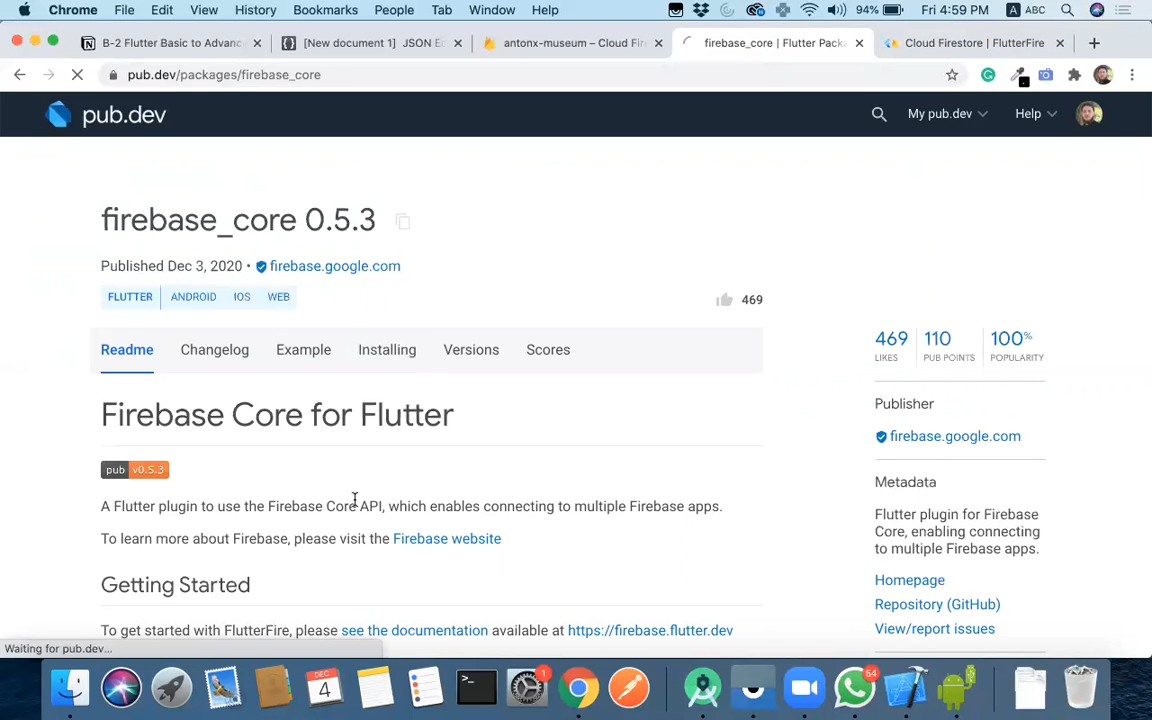 Chrome File Edit View History Bookmarks People Tab Window Help 94% Fri 4:59 PM A ABC
B-2 Flutter Basic to Advanc
[New document 1] JSON Ed
antonx-museum – Cloud Fire
firebase_core | Flutter Pack
Cloud Firestore | FlutterFire
pub.dev/packages/firebase_core
pub.dev
My pub.dev
Help
firebase_core 0.5.3
Published Dec 3, 2020 • firebase.google.com
FLUTTER ANDROID IOS WEB
469
Readme Changelog Example Installing Versions Scores
469 LIKES
110 PUB POINTS
100% POPULARITY
Firebase Core for Flutter
pub v0.5.3
A Flutter plugin to use the Firebase Core API, which enables connecting to multiple Firebase apps.
To learn more about Firebase, please visit the Firebase website
Getting Started
To get started with FlutterFire, please see the documentation available at https://firebase.flutter.dev
Publisher
firebase.google.com
Metadata
Flutter plugin for Firebase
Core, enabling connecting
to multiple Firebase apps.
Homepage
Repository (GitHub)
View/report issues
Waiting for pub.dev...
DEC
4
1
64